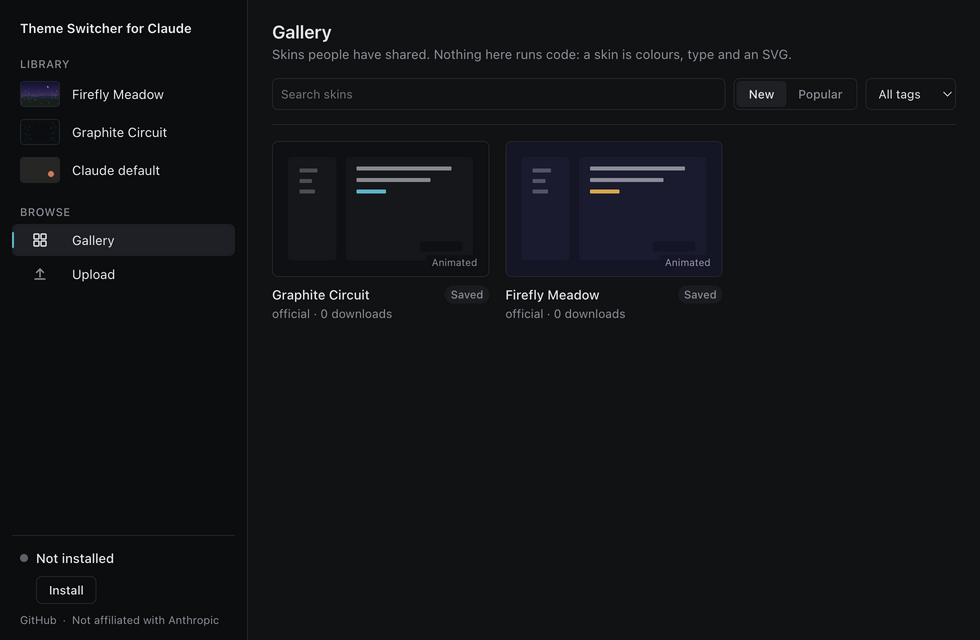 Theme Switcher for Claude
LIBRARY
Firefly Meadow
Graphite Circuit
Claude default
BROWSE
Gallery
Upload
Not installed
Install
GitHub · Not affiliated with Anthropic
Gallery
Skins people have shared. Nothing here runs code: a skin is colours, type and an SVG.
Search skins
New
Popular
All tags
Animated
Graphite Circuit
Saved
official · 0 downloads
Animated
Firefly Meadow
Saved
official · 0 downloads